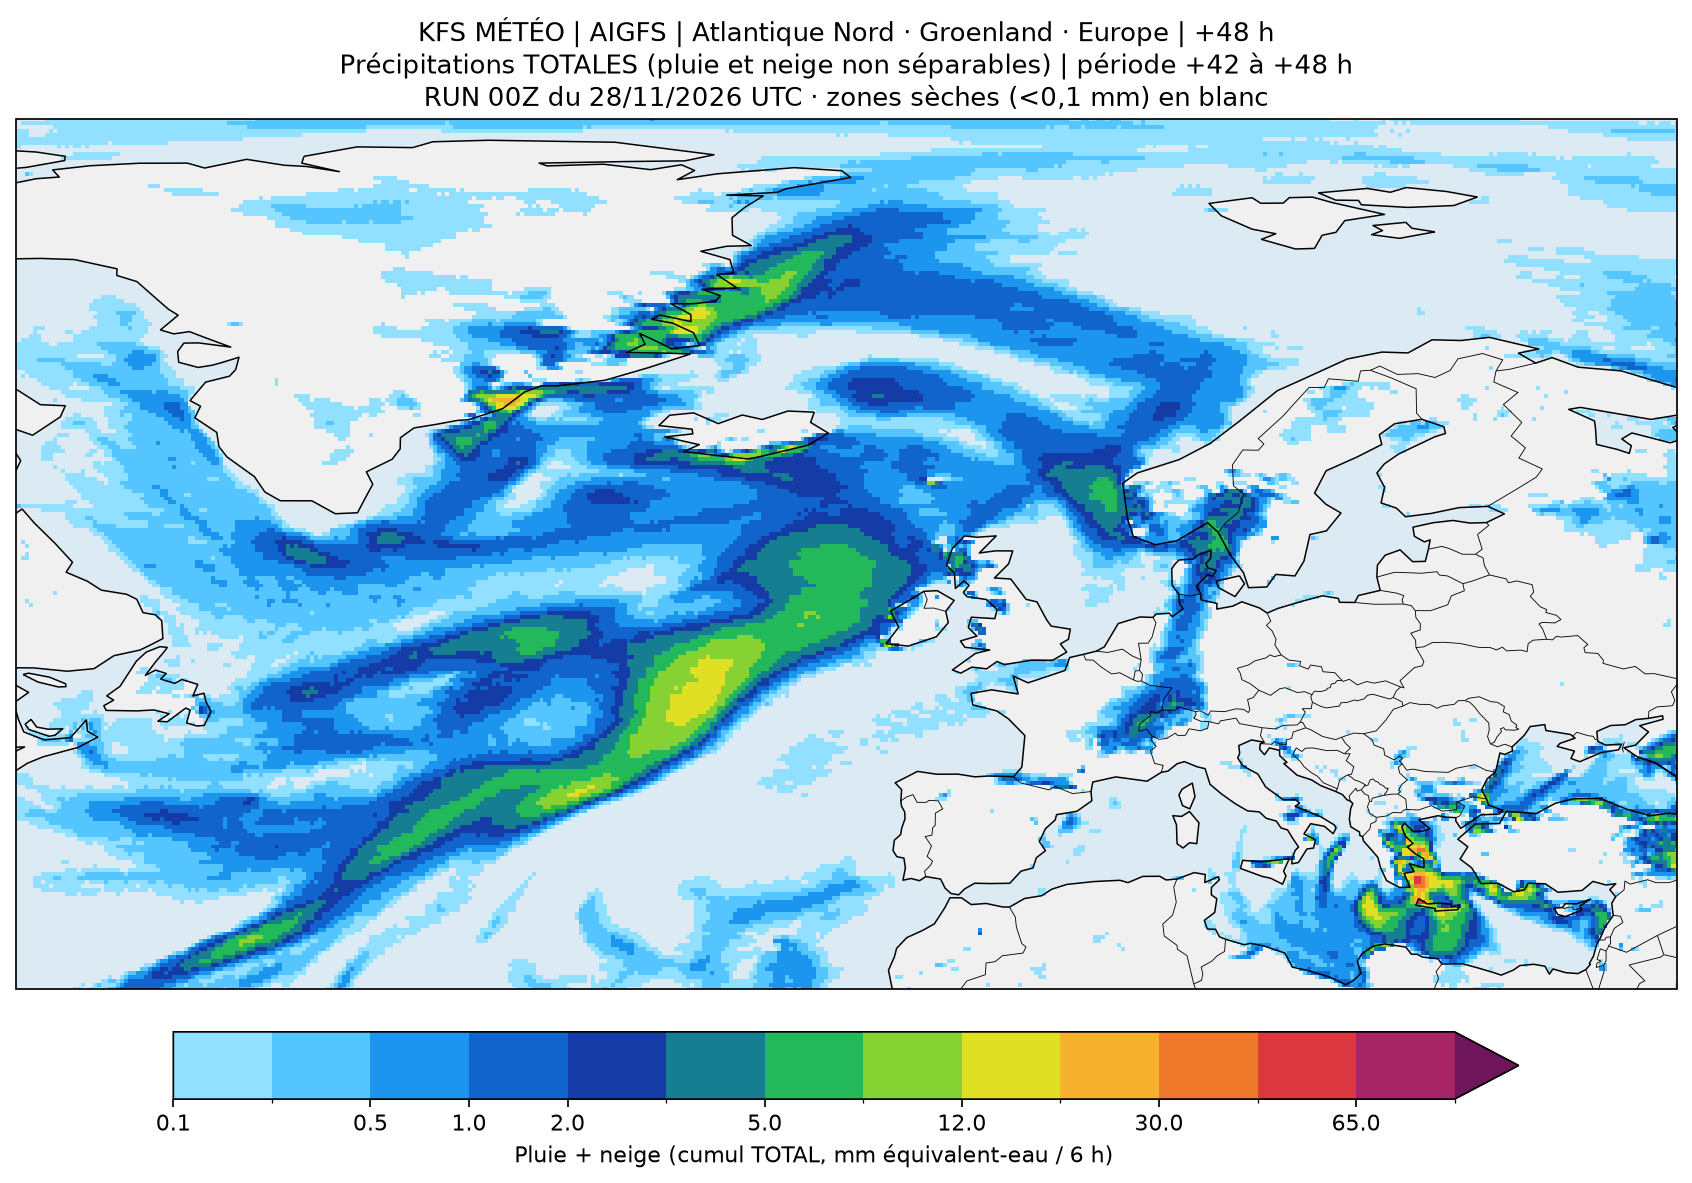 KFS MÉTÉO | AIGFS | Atlantique Nord · Groenland · Europe | +48 h
Précipitations TOTALES (pluie et neige non séparables) | période +42 à +48 h
RUN 00Z du 28/11/2026 UTC · zones sèches (<0,1 mm) en blanc
0.1 0.5 1.0 2.0 5.0 12.0 30.0 65.0
Pluie + neige (cumul TOTAL, mm équivalent-eau / 6 h)